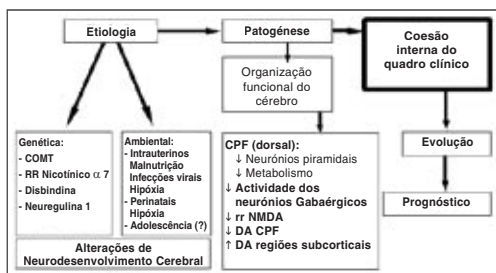 Etiologia
Patogénese
Coesão
interna do
quadro clínico
Organização
funcional do
cérebro
Genética:
- COMT
- RR Nicotínico α 7
- Disbindina
- Neuregulina 1
Ambiental:
- Intrauterinos
Malnutrição
Infecções virais
Hipóxia
- Perinatais
Hipóxia
- Adolescência (?)
Alterações de
Neurodesenvolvimento Cerebral
CPF (dorsal):
↓ Neurónios piramidais
↓ Metabolismo
↓ Actividade dos
neurónios Gabaérgicos
↓ rr NMDA
↓ DA CPF
↑ DA regiões subcorticais
Evolução
Prognóstico